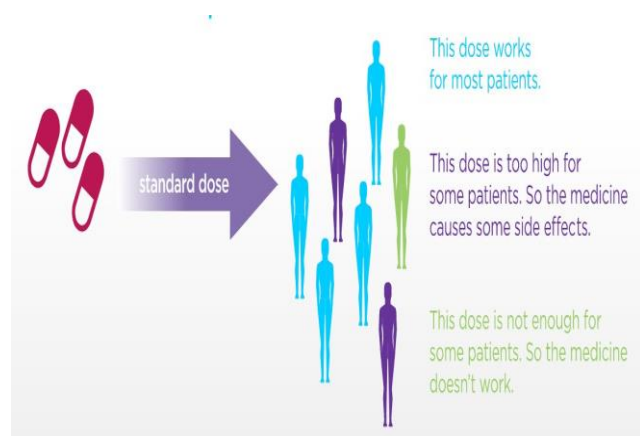 standard dose
This dose works
for most patients.
This dose is too high for
some patients. So the medicine
causes some side effects.
This dose is not enough for
some patients. So the medicine
doesn't work.